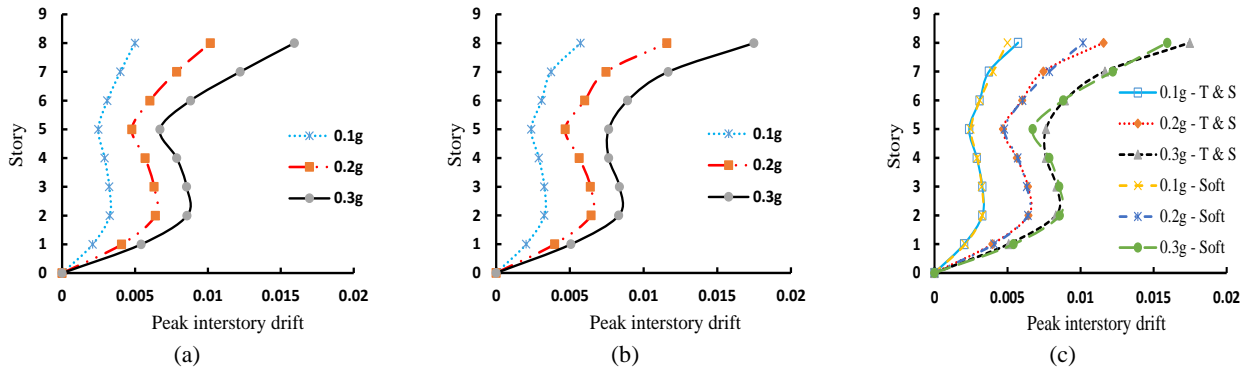 9
8
7
6
5
4
3
2
1
0
Story
0 0.005 0.01 0.015 0.02
Peak interstory drift
0.1g
0.2g
0.3g
(a)
9
8
7
6
5
4
3
2
1
0
Story
0 0.005 0.01 0.015 0.02
Peak interstory drift
0.1g
0.2g
0.3g
(b)
9
8
7
6
5
4
3
2
1
0
Story
0 0.005 0.01 0.015 0.02
Peak interstory drift
0.1g - T & S
0.2g - T & S
0.3g - T & S
0.1g - Soft
0.2g - Soft
0.3g - Soft
(c)